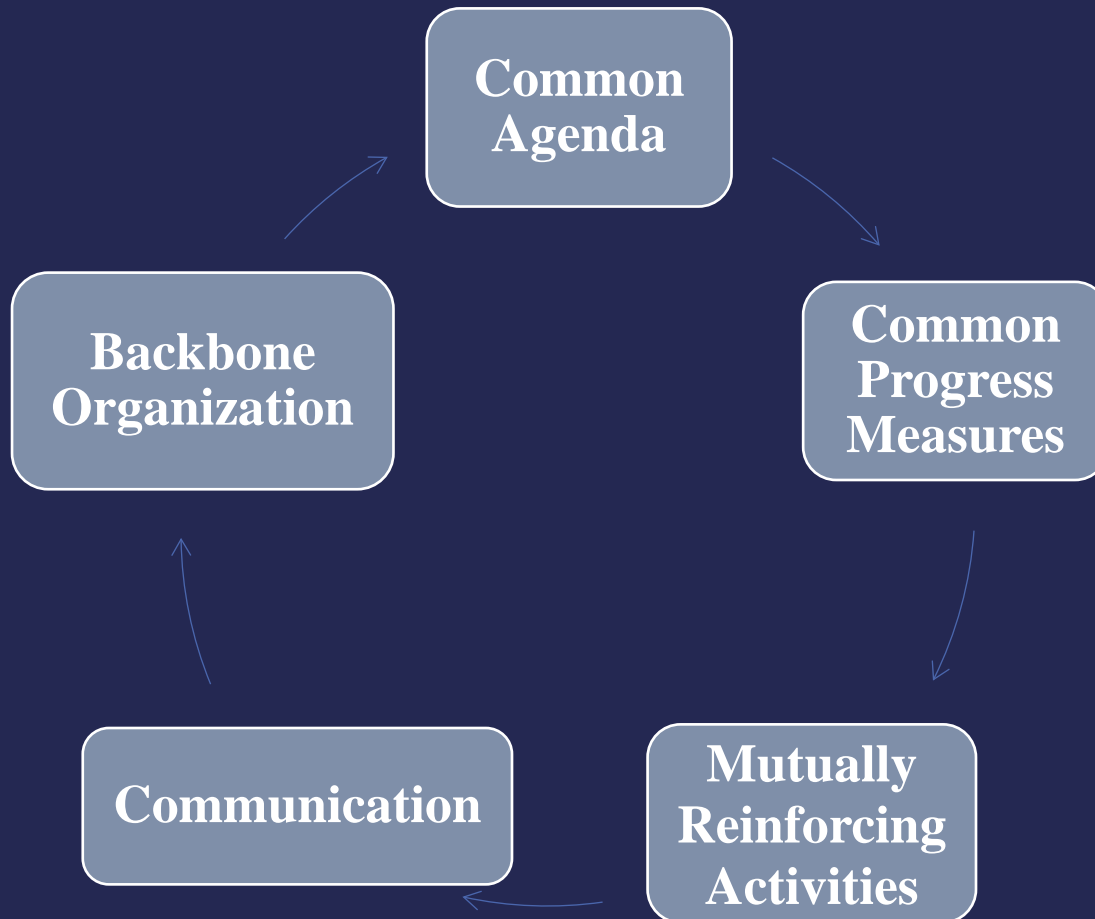 Common
Agenda
Common
Progress
Measures
Mutually
Reinforcing
Activities
Communication
Backbone
Organization